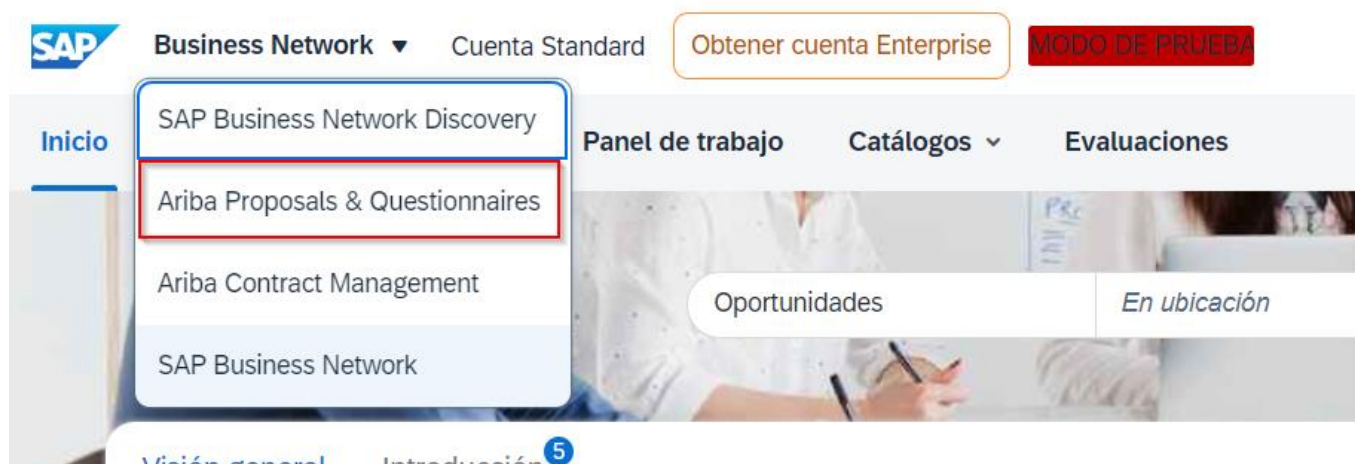 SAP Business Network ▼ Cuenta Standard Obtener cuenta Enterprise MODO DE PRUEBA
Inicio Panel de trabajo Catálogos Evaluaciones
SAP Business Network Discovery
Ariba Proposals & Questionnaires
Ariba Contract Management
SAP Business Network
Oportunidades En ubicación
Visión general Introducción 5